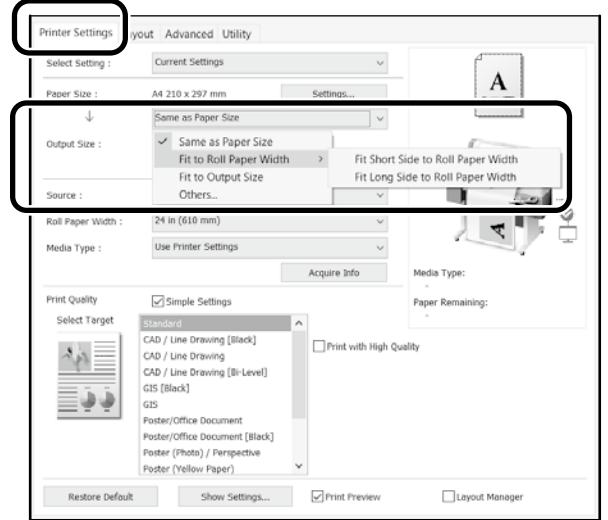 Printer Settings yout Advanced Utility
Select Setting : Current Settings
Paper Size : A4 210 x 297 mm Settings...
↓ Same as Paper Size
Output Size : ✓ Same as Paper Size
Fit to Roll Paper Width > Fit Short Side to Roll Paper Width
Fit to Output Size Fit Long Side to Roll Paper Width
Others...
Source :
Roll Paper Width : 24 in (610 mm)
Media Type : Use Printer Settings
Acquire Info
A
A
...
Media Type:
-
Paper Remaining:
-
Print Quality ✓ Simple Settings
Select Target
Standard
CAD / Line Drawing [Black]
CAD / Line Drawing
CAD / Line Drawing [Bi-Level]
GIS [Black]
GIS
Poster/Office Document
Poster/Office Document [Black]
Poster (Photo) / Perspective
Poster (Yellow Paper)
Print with High Quality
Restore Default Show Settings... ✓ Print Preview Layout Manager